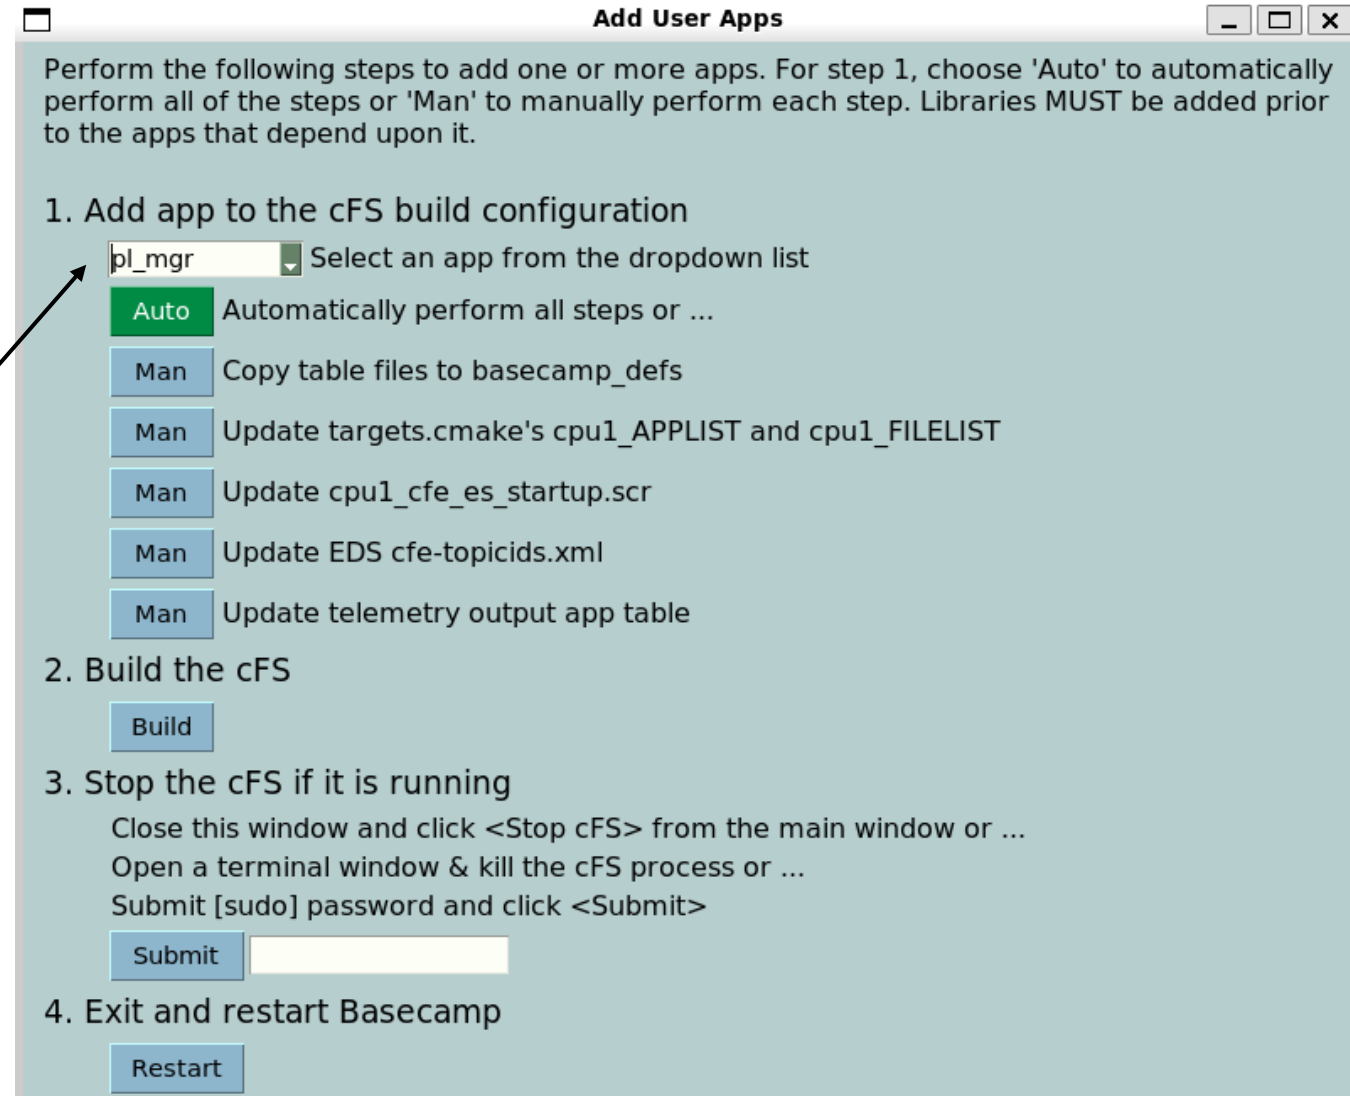 Add User Apps
Perform the following steps to add one or more apps. For step 1, choose 'Auto' to automatically
perform all of the steps or 'Man' to manually perform each step. Libraries MUST be added prior
to the apps that depend upon it.
1. Add app to the cFS build configuration
pl_mgr Select an app from the dropdown list
Auto Automatically perform all steps or ...
Man Copy table files to basecamp_defs
Man Update targets.cmake's cpu1_APPLIST and cpu1_FILELIST
Man Update cpu1_cfe_es_startup.scr
Man Update EDS cfe-topicids.xml
Man Update telemetry output app table
2. Build the cFS
Build
3. Stop the cFS if it is running
Close this window and click <Stop cFS> from the main window or ...
Open a terminal window & kill the cFS process or ...
Submit [sudo] password and click <Submit>
Submit
4. Exit and restart Basecamp
Restart